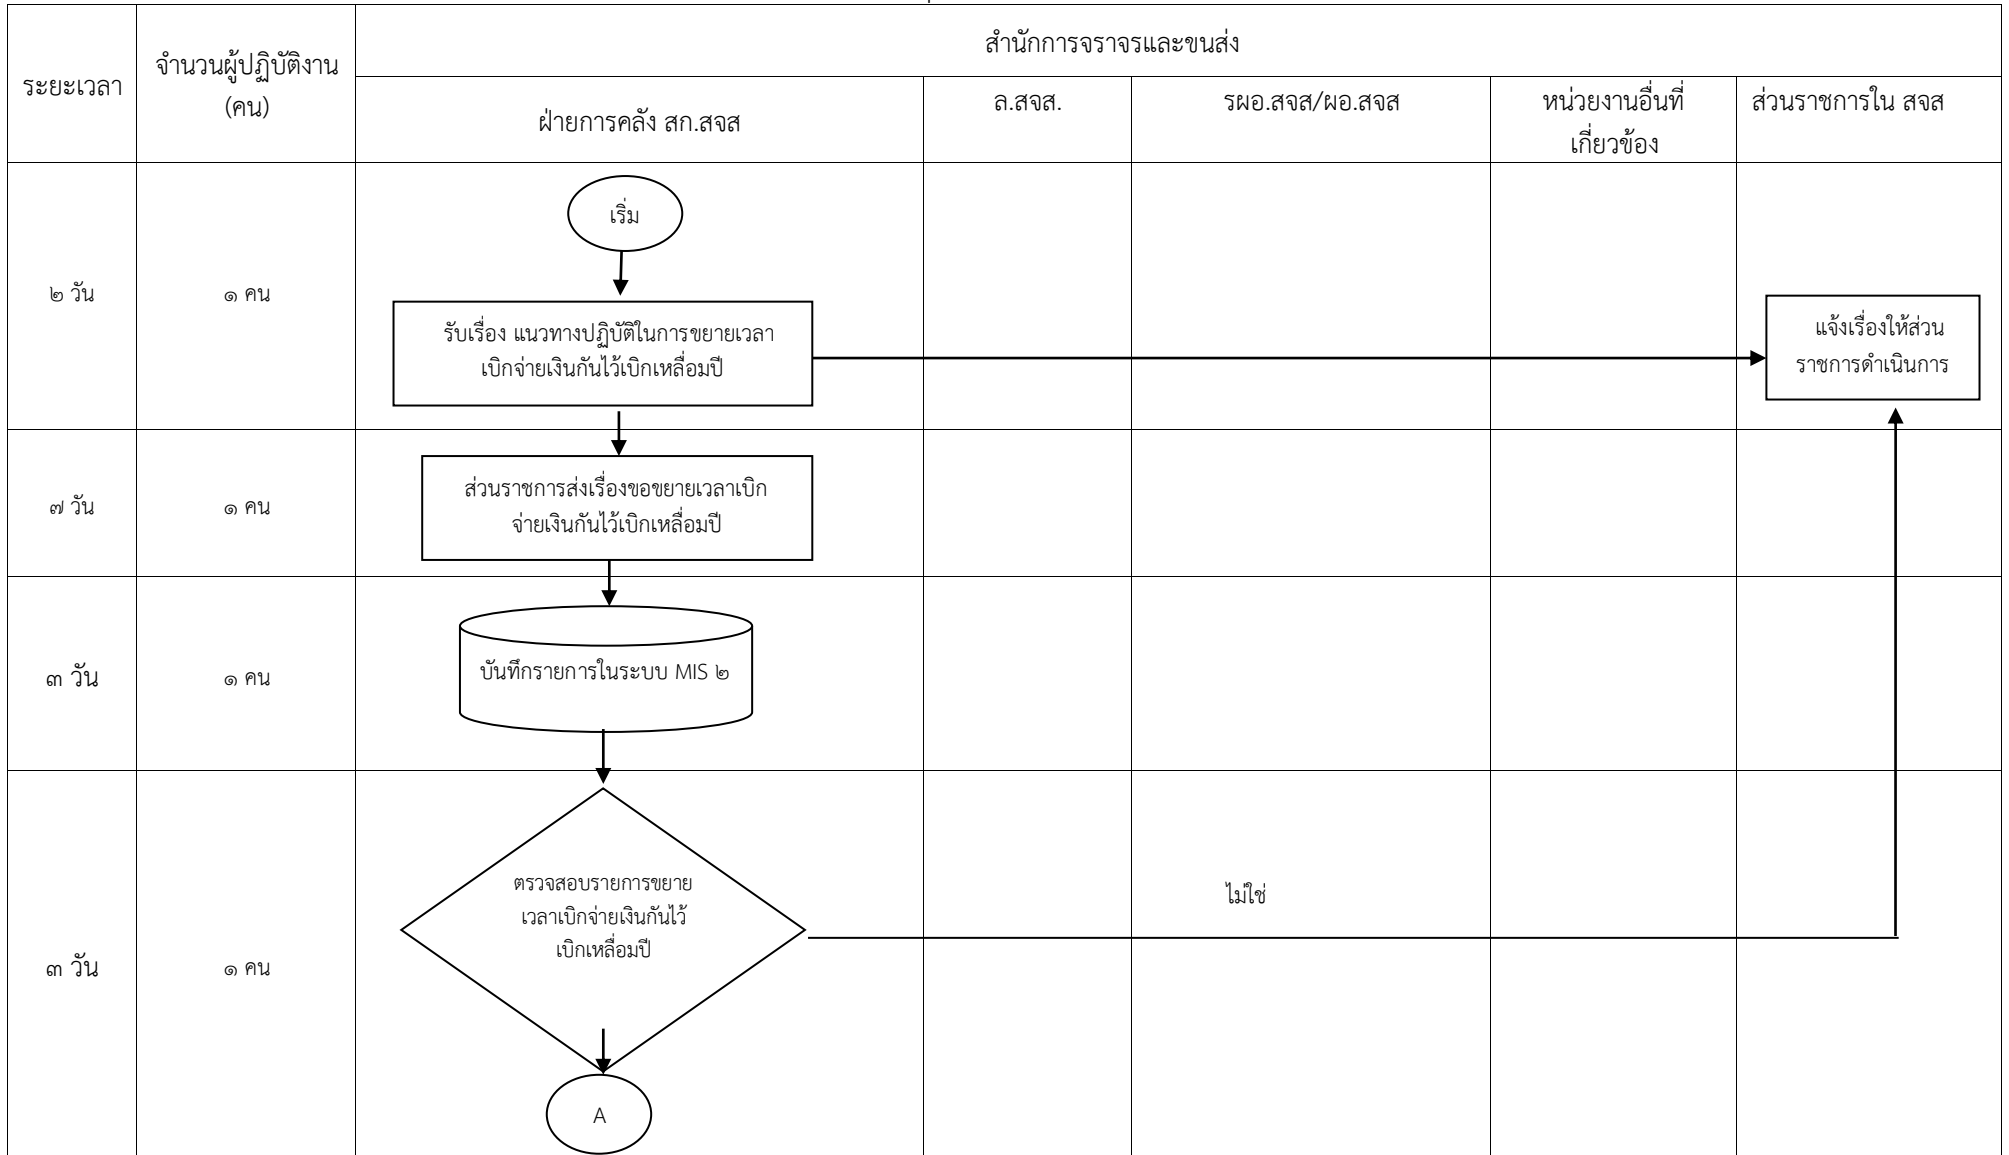 สำนักการจราจรและขนส่ง
ระยะเวลา
จำนวนผู้ปฏิบัติงาน
(คน)
ฝ่ายการคลัง สก.สจส
ล.สจส.
รผอ.สจส/ผอ.สจส
หน่วยงานอื่นที่
เกี่ยวข้อง
ส่วนราชการใน สจส
เริ่ม
๒ วัน
๑ คน
รับเรื่อง แนวทางปฏิบัติในการขยายเวลา
เบิกจ่ายเงินกันไว้เบิกเหลื่อมปี
แจ้งเรื่องให้ส่วน
ราชการดำเนินการ
๗ วัน
๑ คน
ส่วนราชการส่งเรื่องขอขยายเวลาเบิก
จ่ายเงินกันไว้เบิกเหลื่อมปี
๓ วัน
๑ คน
บันทึกรายการในระบบ MIS ๒
๓ วัน
๑ คน
ตรวจสอบรายการขยาย
เวลาเบิกจ่ายเงินกันไว้
เบิกเหลื่อมปี
ไม่ใช่
A